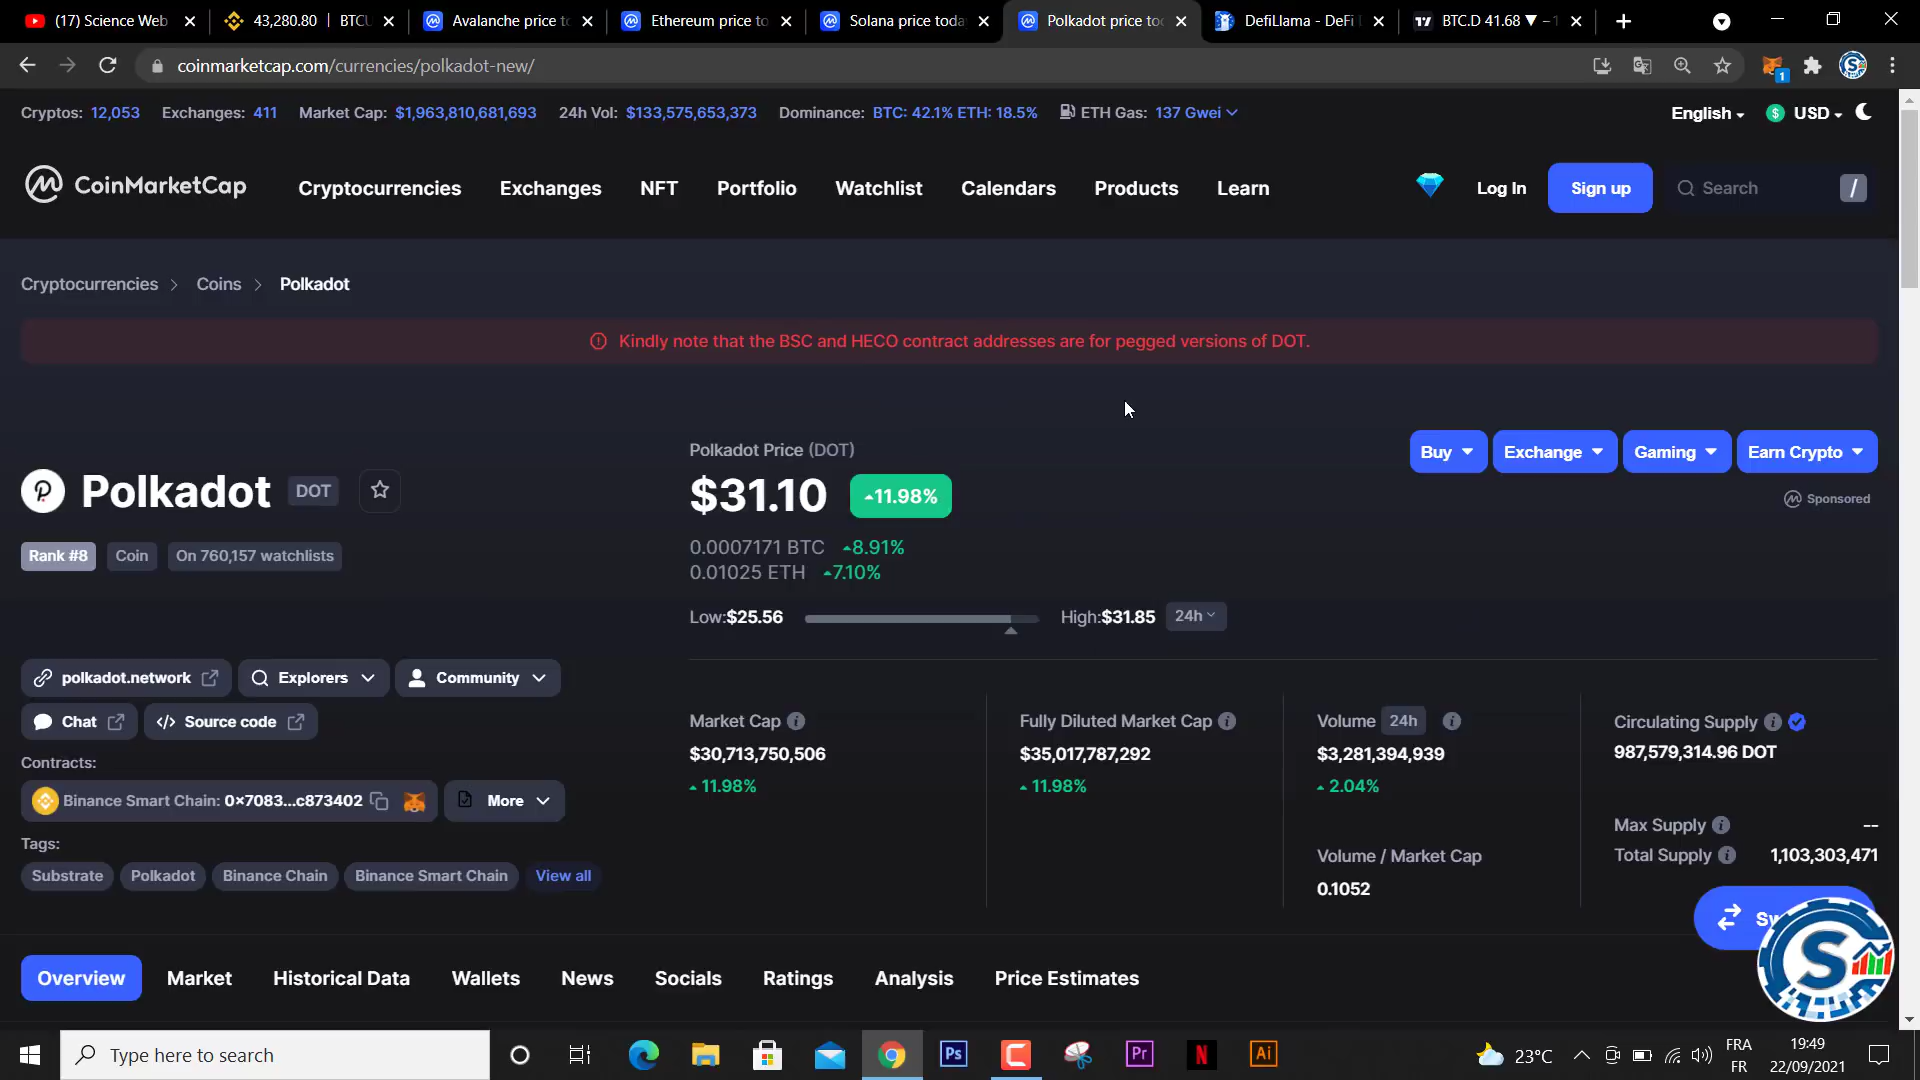 (17) Science Web
43,280.80 | BTCU
Avalanche price to
Ethereum price to
Solana price toda
Polkadot price tod
DefiLlama - DeFi
BTC.D 41.68 ▼ −1
coinmarketcap.com/currencies/polkadot-new/
1
Cryptos: 12,053 Exchanges: 411 Market Cap: $1,963,810,681,693 24h Vol: $133,575,653,373 Dominance: BTC: 42.1% ETH: 18.5% ETH Gas: 137 Gwei
English $ USD
CoinMarketCap
Cryptocurrencies Exchanges NFT Portfolio Watchlist Calendars Products Learn
Log In Sign up Search /
Cryptocurrencies > Coins > Polkadot
Kindly note that the BSC and HECO contract addresses are for pegged versions of DOT.
Polkadot DOT
Rank #8 Coin On 760,157 watchlists
Polkadot Price (DOT)
$31.10 11.98%
0.0007171 BTC 8.91%
0.01025 ETH 7.10%
Low:$25.56 High:$31.85 24h
Buy Exchange Gaming Earn Crypto
Sponsored
polkadot.network Explorers Community
Chat </> Source code
Contracts:
Binance Smart Chain: 0x7083...c873402 More
Tags:
Substrate Polkadot Binance Chain Binance Smart Chain View all
Market Cap
$30,713,750,506
11.98%
Fully Diluted Market Cap
$35,017,787,292
11.98%
Volume 24h
$3,281,394,939
2.04%
Volume / Market Cap
0.1052
Circulating Supply
987,579,314.96 DOT
Max Supply --
Total Supply 1,103,303,471
Sw
S
Overview Market Historical Data Wallets News Socials Ratings Analysis Price Estimates
Type here to search
Ps
Pr
N
Ai
23°C
FRA
FR
19:49
22/09/2021